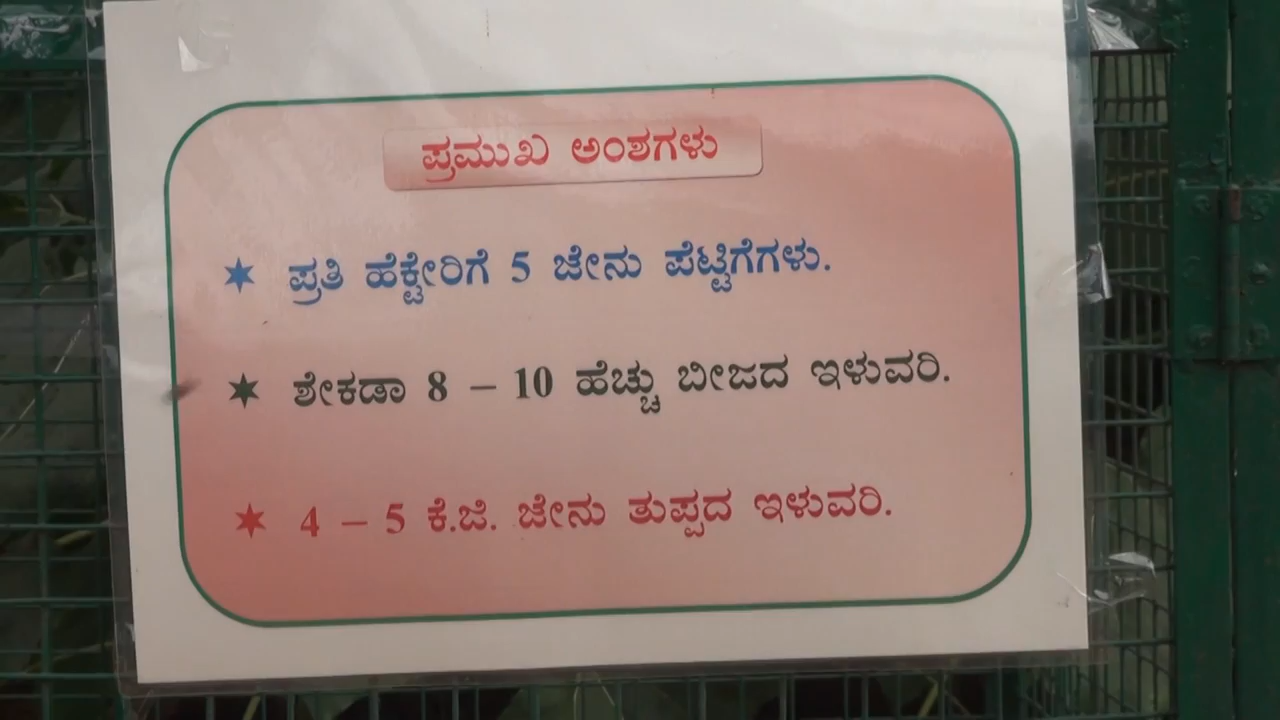 ಪ್ರಮುಖ ಅಂಶಗಳು
✶ ಪ್ರತಿ ಹೆಕ್ಟೇರಿಗೆ 5 ಜೇನು ಪೆಟ್ಟಿಗೆಗಳು.
✶ ಶೇಕಡಾ 8 – 10 ಹೆಚ್ಚು ಬೀಜದ ಇಳುವರಿ.
✶ 4 – 5 ಕೆ.ಜಿ. ಜೇನು ತುಪ್ಪದ ಇಳುವರಿ.